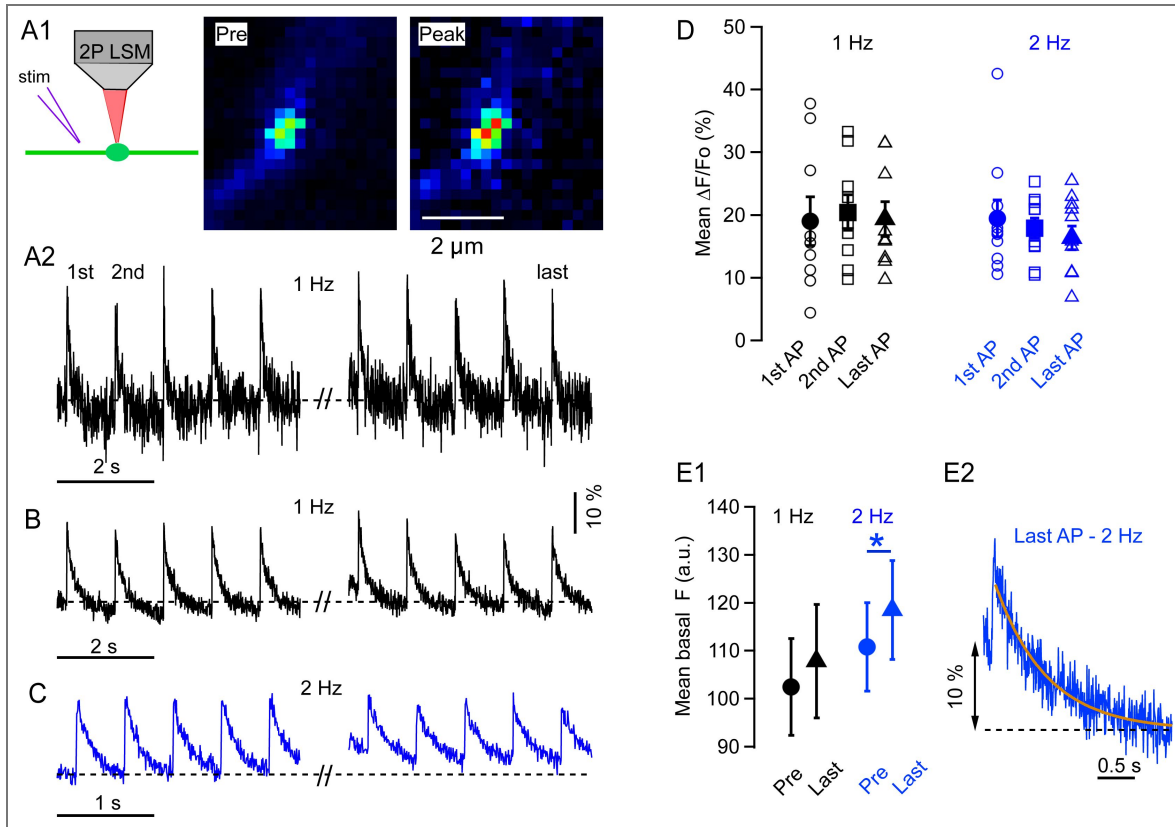 A1
2P LSM
stim
Pre
Peak
2 µm
A2
1st 2nd 1 Hz last
2 s
10 %
B
1 Hz
2 s
C
2 Hz
1 s
D
1 Hz 2 Hz
Mean ΔF/Fo (%)
50
40
30
20
10
0
1st AP 2nd AP Last AP 1st AP 2nd AP Last AP
E1
1 Hz 2 Hz
*
Mean basal F (a.u.)
140
130
120
110
100
90
Pre Last Pre Last
E2
Last AP - 2 Hz
10 %
0.5 s